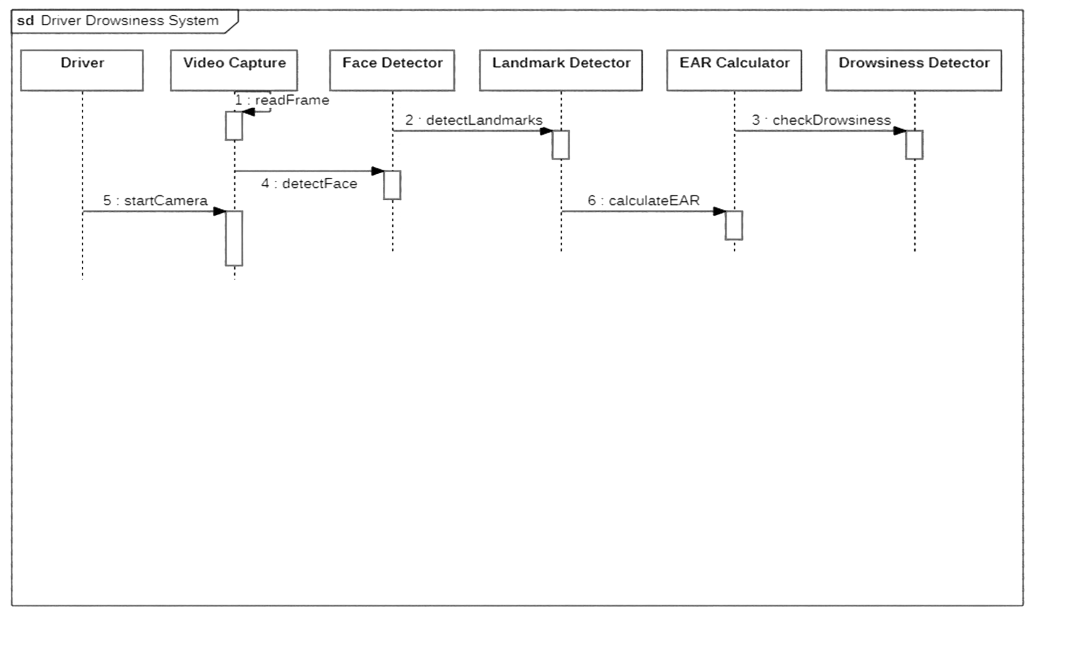 sd Driver Drowsiness System
Driver
Video Capture
Face Detector
Landmark Detector
EAR Calculator
Drowsiness Detector
1 : readFrame
2 : detectLandmarks
3 : checkDrowsiness
4 : detectFace
5 : startCamera
6 : calculateEAR